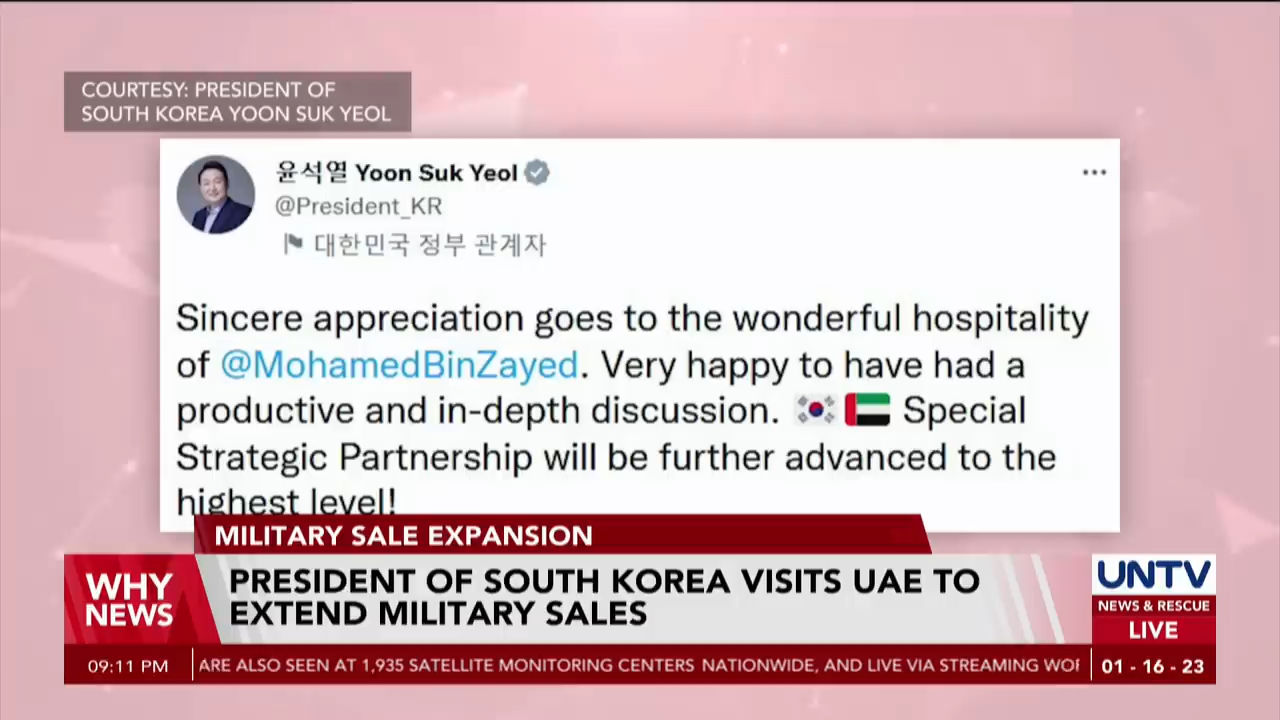 COURTESY: PRESIDENT OF
SOUTH KOREA YOON SUK YEOL
윤석열 Yoon Suk Yeol
@President_KR
대한민국 정부 관계자
Sincere appreciation goes to the wonderful hospitality
of @MohamedBinZayed. Very happy to have had a
productive and in-depth discussion. 🇰🇷 🇦🇪 Special
Strategic Partnership will be further advanced to the
highest level!
MILITARY SALE EXPANSION
WHY
NEWS
PRESIDENT OF SOUTH KOREA VISITS UAE TO
EXTEND MILITARY SALES
UNTV
NEWS & RESCUE
LIVE
09:11 PM
ARE ALSO SEEN AT 1,935 SATELLITE MONITORING CENTERS NATIONWIDE, AND LIVE VIA STREAMING
01 - 16 - 23